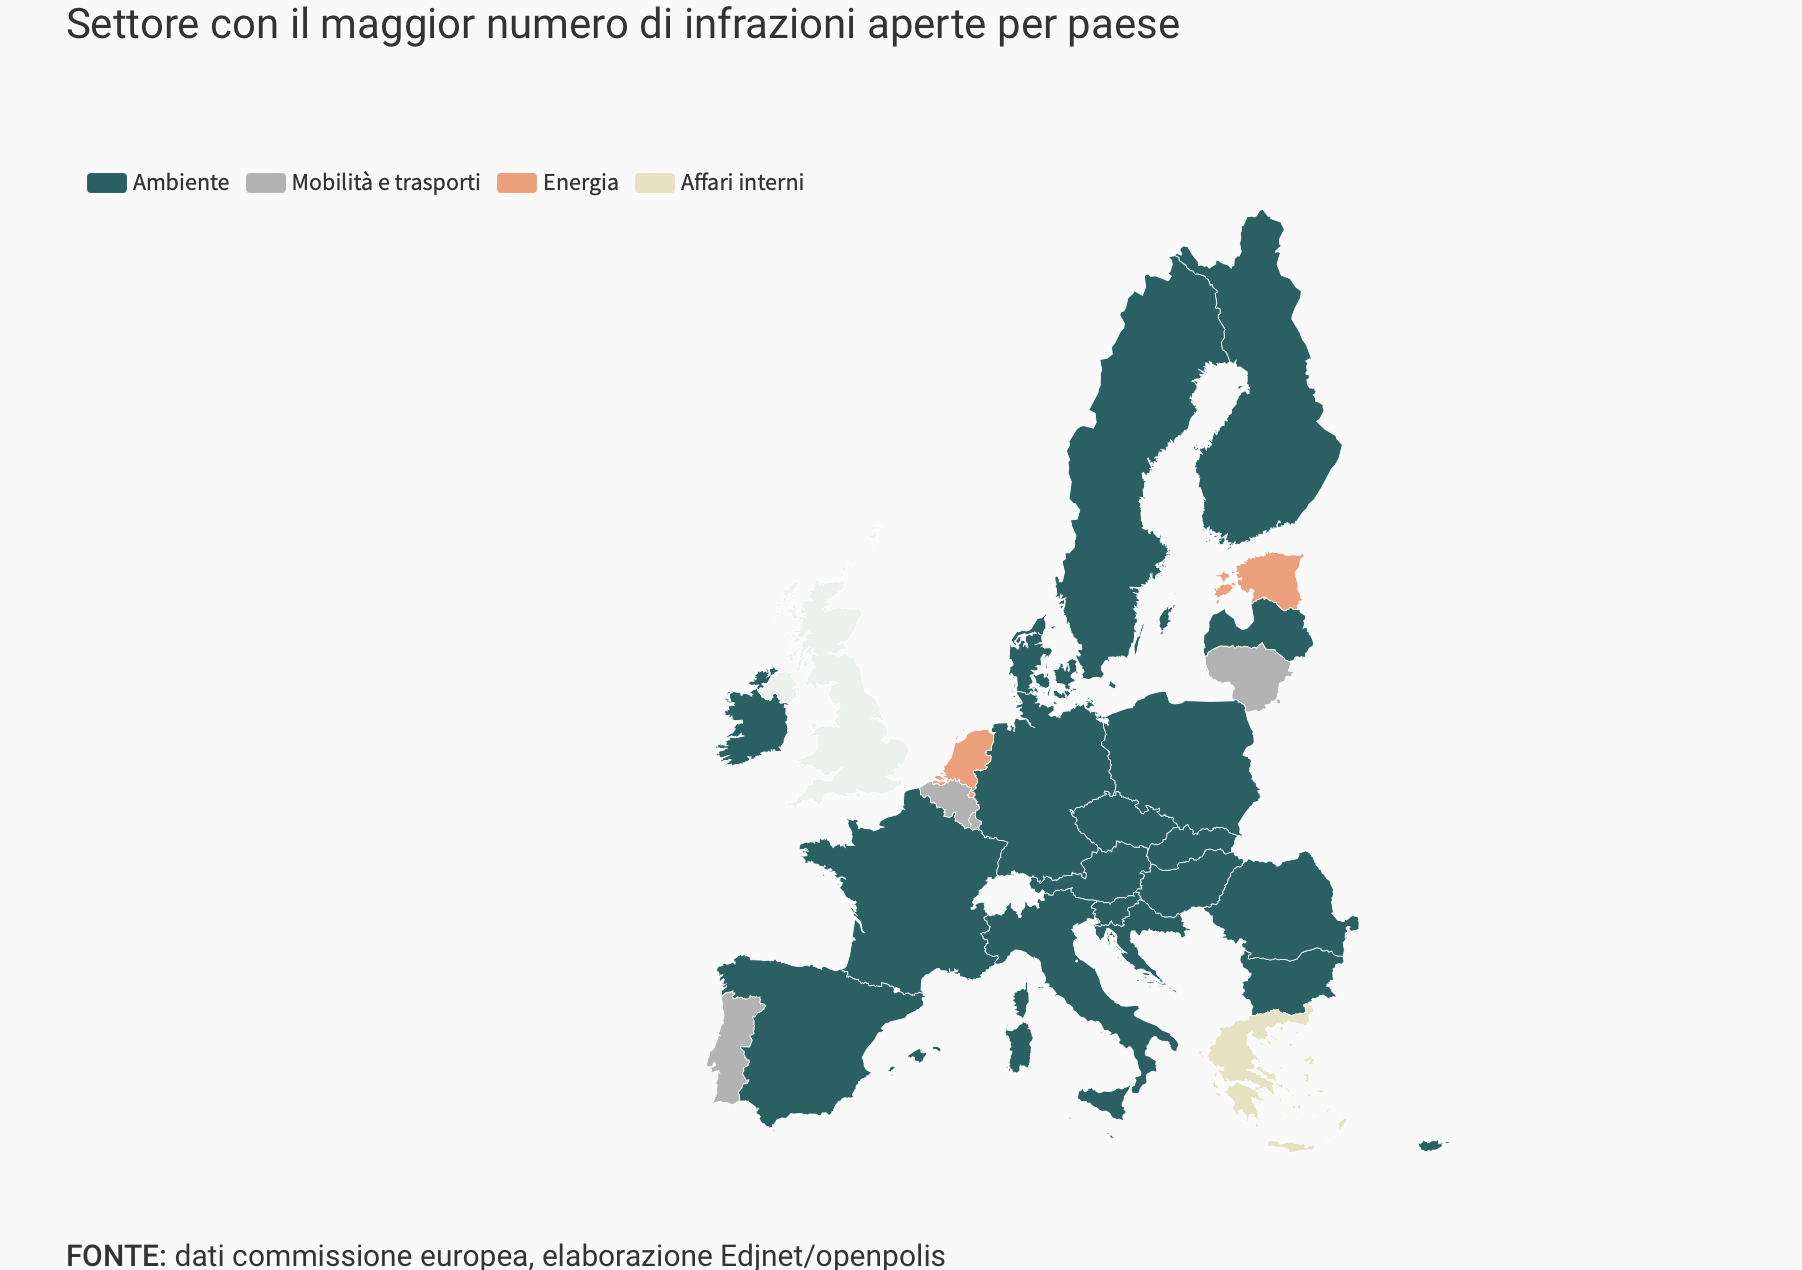 Settore con il maggior numero di infrazioni aperte per paese
Ambiente Mobilità e trasporti Energia Affari interni
FONTE: dati commissione europea, elaborazione Edjnet/openpolis